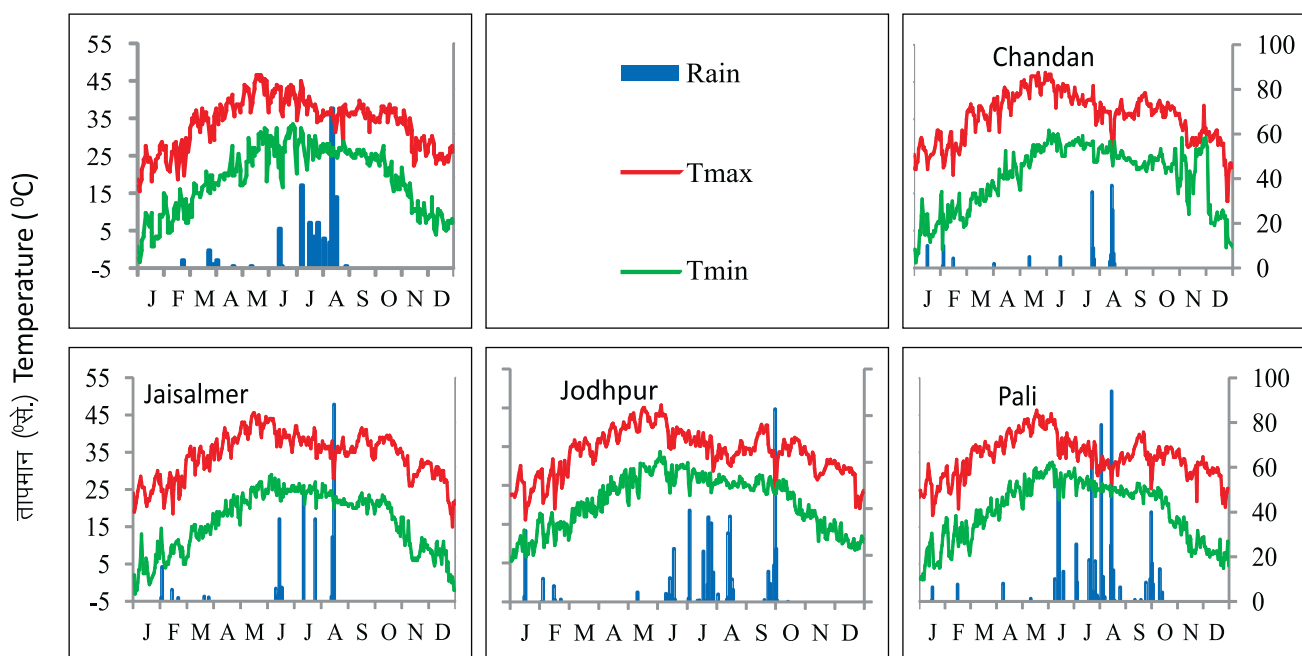 तापमान (⁰से.) Temperature (⁰C)
55
45
35
25
15
5
-5
J F M A M J J A S O N D
Rain
Tmax
Tmin
Chandan
100
80
60
40
20
0
J F M A M J J A S O N D
Jaisalmer
55
45
35
25
15
5
-5
J F M A M J J A S O N D
Jodhpur
J F M A M J J A S O N D
Pali
100
80
60
40
20
0
J F M A M J J A S O N D